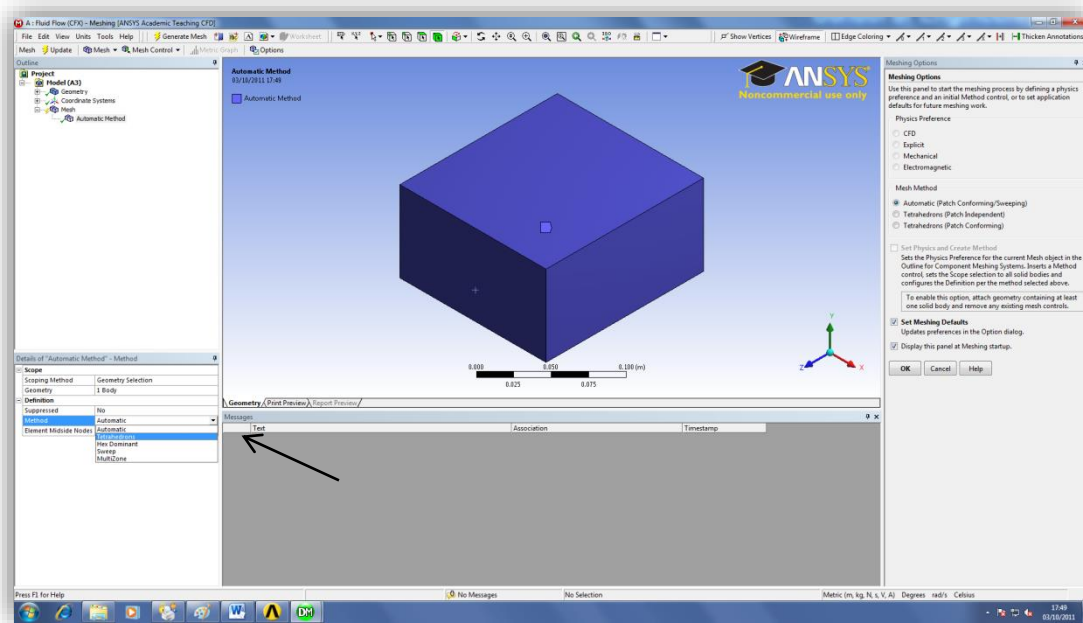 A : Fluid Flow (CFX) - Meshing [ANSYS Academic Teaching CFD]
File Edit View Units Tools Help Generate Mesh Worksheet Show Vertices Wireframe Edge Coloring Thicken Annotations
Mesh Update Mesh Mesh Control Metric Graph Options
Outline
Project
Model (A3)
Geometry
Coordinate Systems
Mesh
Automatic Method
Automatic Method
03/10/2011 17:49
Automatic Method
ANSYS
Noncommercial use only
0.000 0.050 0.100 (m)
0.025 0.075
Y
Z X
Geometry Print Preview Report Preview
Details of "Automatic Method" - Method
Scope
Scoping Method Geometry Selection
Geometry 1 Body
Definition
Suppressed No
Method Automatic
Element Midside Nodes Automatic
Tetrahedrons
Hex Dominant
Sweep
MultiZone
Messages
Text Association Timestamp
Meshing Options
Meshing Options
Use this panel to start the meshing process by defining a physics
preference and an initial Method control, or to set application
defaults for future meshing work.
Physics Preference
CFD
Explicit
Mechanical
Electromagnetic
Mesh Method
Automatic (Patch Conforming/Sweeping)
Tetrahedrons (Patch Independent)
Tetrahedrons (Patch Conforming)
Set Physics and Create Method
Sets the Physics Preference for the current Mesh object in the
Outline for Component Meshing Systems. Inserts a Method
control, sets the Scope selection to all solid bodies and
configures the Definition per the method selected above.
To enable this option, attach geometry containing at least
one solid body and remove any existing mesh controls.
Set Meshing Defaults
Updates preferences in the Option dialog.
Display this panel at Meshing startup.
OK Cancel Help
Press F1 for Help No Messages No Selection Metric (m, kg, N, s, V, A) Degrees rad/s Celsius
W DM
17:49
03/10/2011